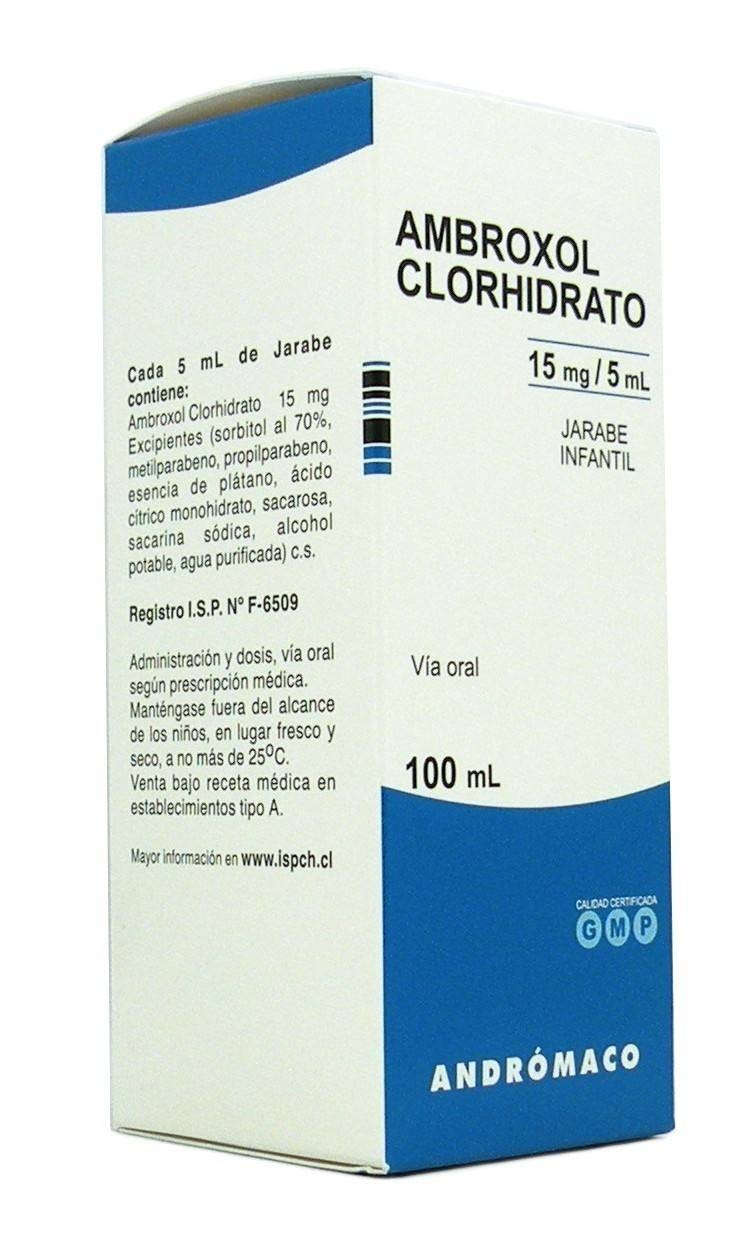 Cada 5 mL de Jarabe
contiene:
Ambroxol Clorhidrato 15 mg
Excipientes (sorbitol al 70%,
metilparabeno, propilparabeno,
esencia de plátano, ácido
cítrico monohidrato, sacarosa,
sacarina sódica, alcohol
potable, agua purificada) c.s.
Registro I.S.P. Nº F-6509
Administración y dosis, vía oral
según prescripción médica.
Manténgase fuera del alcance
de los niños, en lugar fresco y
seco, a no más de 25ºC.
Venta bajo receta médica en
establecimientos tipo A.
Mayor información en www.ispch.cl
AMBROXOL
CLORHIDRATO
15 mg / 5 mL
JARABE
INFANTIL
Vía oral
100 mL
CALIDAD CERTIFICADA
GMP
ANDRÓMACO